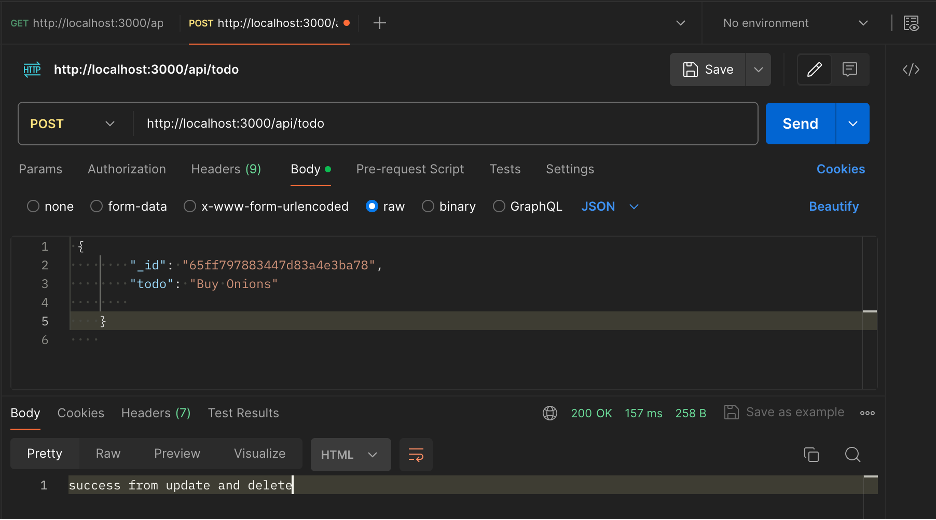 GET http://localhost:3000/ap POST http://localhost:3000/a No environment
HTTP http://localhost:3000/api/todo Save
POST http://localhost:3000/api/todo Send
Params Authorization Headers (9) Body Pre-request Script Tests Settings Cookies
none form-data x-www-form-urlencoded raw binary GraphQL JSON Beautify
1 {
2 "_id": "65ff797883447d83a4e3ba78",
3 "todo": "Buy Onions"
4
5 }
6
Body Cookies Headers (7) Test Results 200 OK 157 ms 258 B Save as example
Pretty Raw Preview Visualize HTML
1 success from update and delete